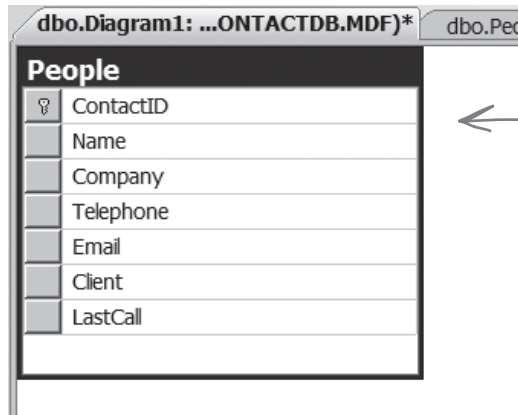 dbo.Diagram1: ...ONTACTDB.MDF)*
dbo.Peo
People
ContactID
Name
Company
Telephone
Email
Client
LastCall